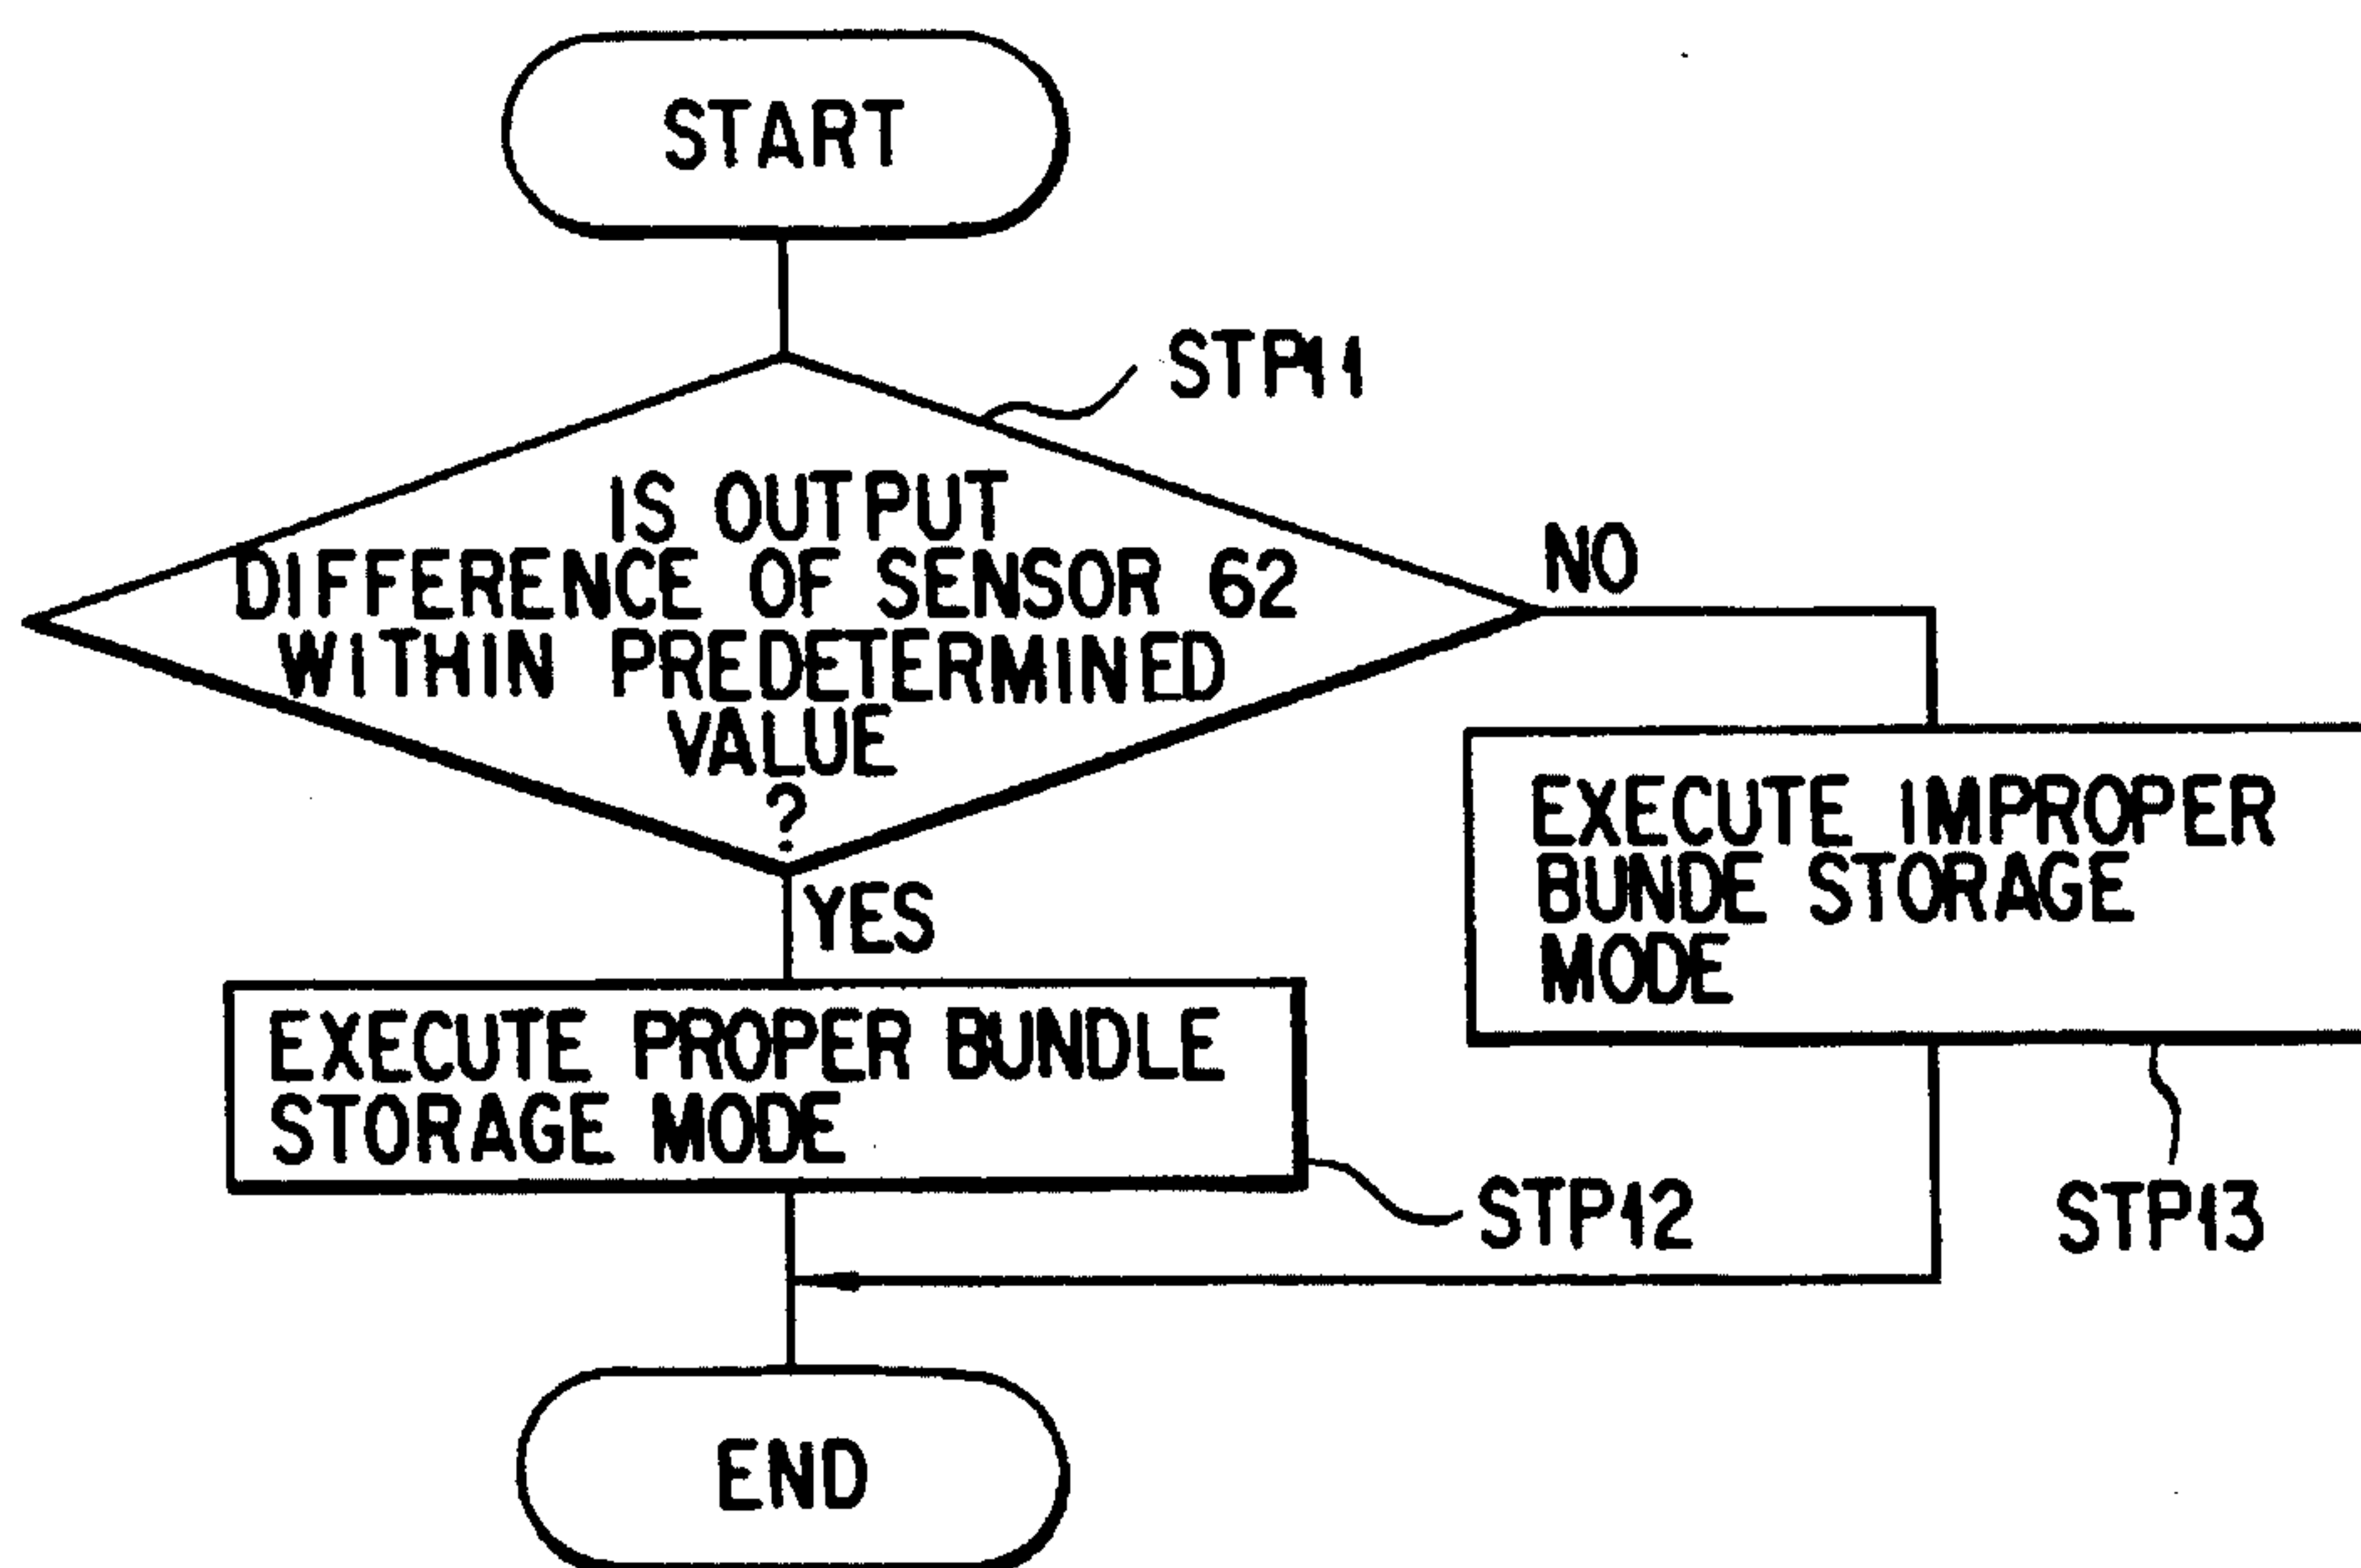 START
STP11
IS OUTPUT
DIFFERENCE OF SENSOR 62
WITHIN PREDETERMINED
VALUE
?
NO
YES
EXECUTE IMPROPER
BUNDE STORAGE
MODE
EXECUTE PROPER BUNDLE
STORAGE MODE
STP12
STP13
END